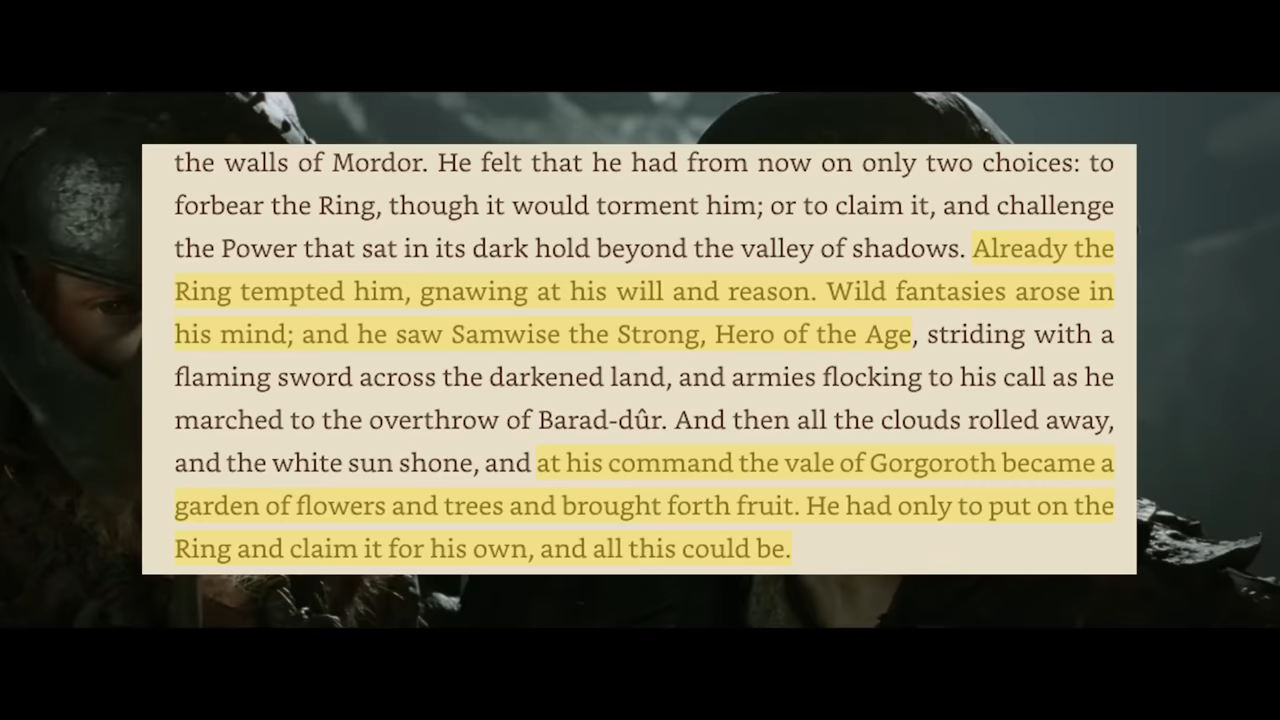 the walls of Mordor. He felt that he had from now on only two choices: to
forbear the Ring, though it would torment him; or to claim it, and challenge
the Power that sat in its dark hold beyond the valley of shadows. Already the
Ring tempted him, gnawing at his will and reason. Wild fantasies arose in
his mind; and he saw Samwise the Strong, Hero of the Age, striding with a
flaming sword across the darkened land, and armies flocking to his call as he
marched to the overthrow of Barad-dûr. And then all the clouds rolled away,
and the white sun shone, and at his command the vale of Gorgoroth became a
garden of flowers and trees and brought forth fruit. He had only to put on the
Ring and claim it for his own, and all this could be.